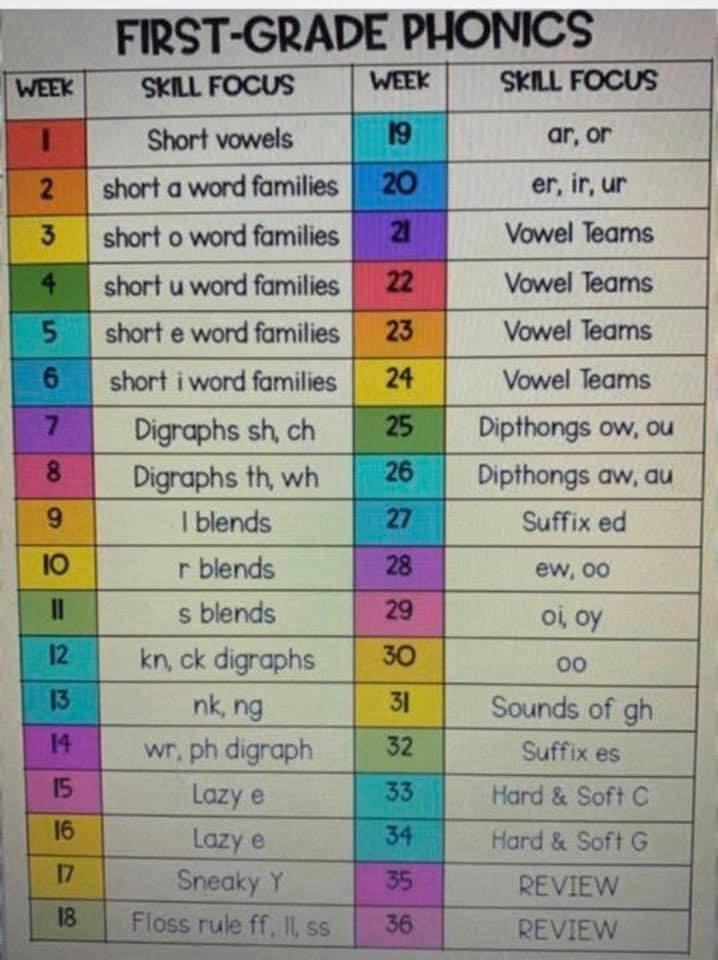 FIRST-GRADE PHONICS
WEEK SKILL FOCUS WEEK SKILL FOCUS
1 Short vowels 19 ar, or
2 short a word families 20 er, ir, ur
3 short o word families 21 Vowel Teams
4 short u word families 22 Vowel Teams
5 short e word families 23 Vowel Teams
6 short i word families 24 Vowel Teams
7 Digraphs sh, ch 25 Dipthongs ow, ou
8 Digraphs th, wh 26 Dipthongs aw, au
9 l blends 27 Suffix ed
10 r blends 28 ew, oo
11 s blends 29 oi, oy
12 kn, ck digraphs 30 oo
13 nk, ng 31 Sounds of gh
14 wr, ph digraph 32 Suffix es
15 Lazy e 33 Hard & Soft C
16 Lazy e 34 Hard & Soft G
17 Sneaky Y 35 REVIEW
18 Floss rule ff, ll, ss 36 REVIEW